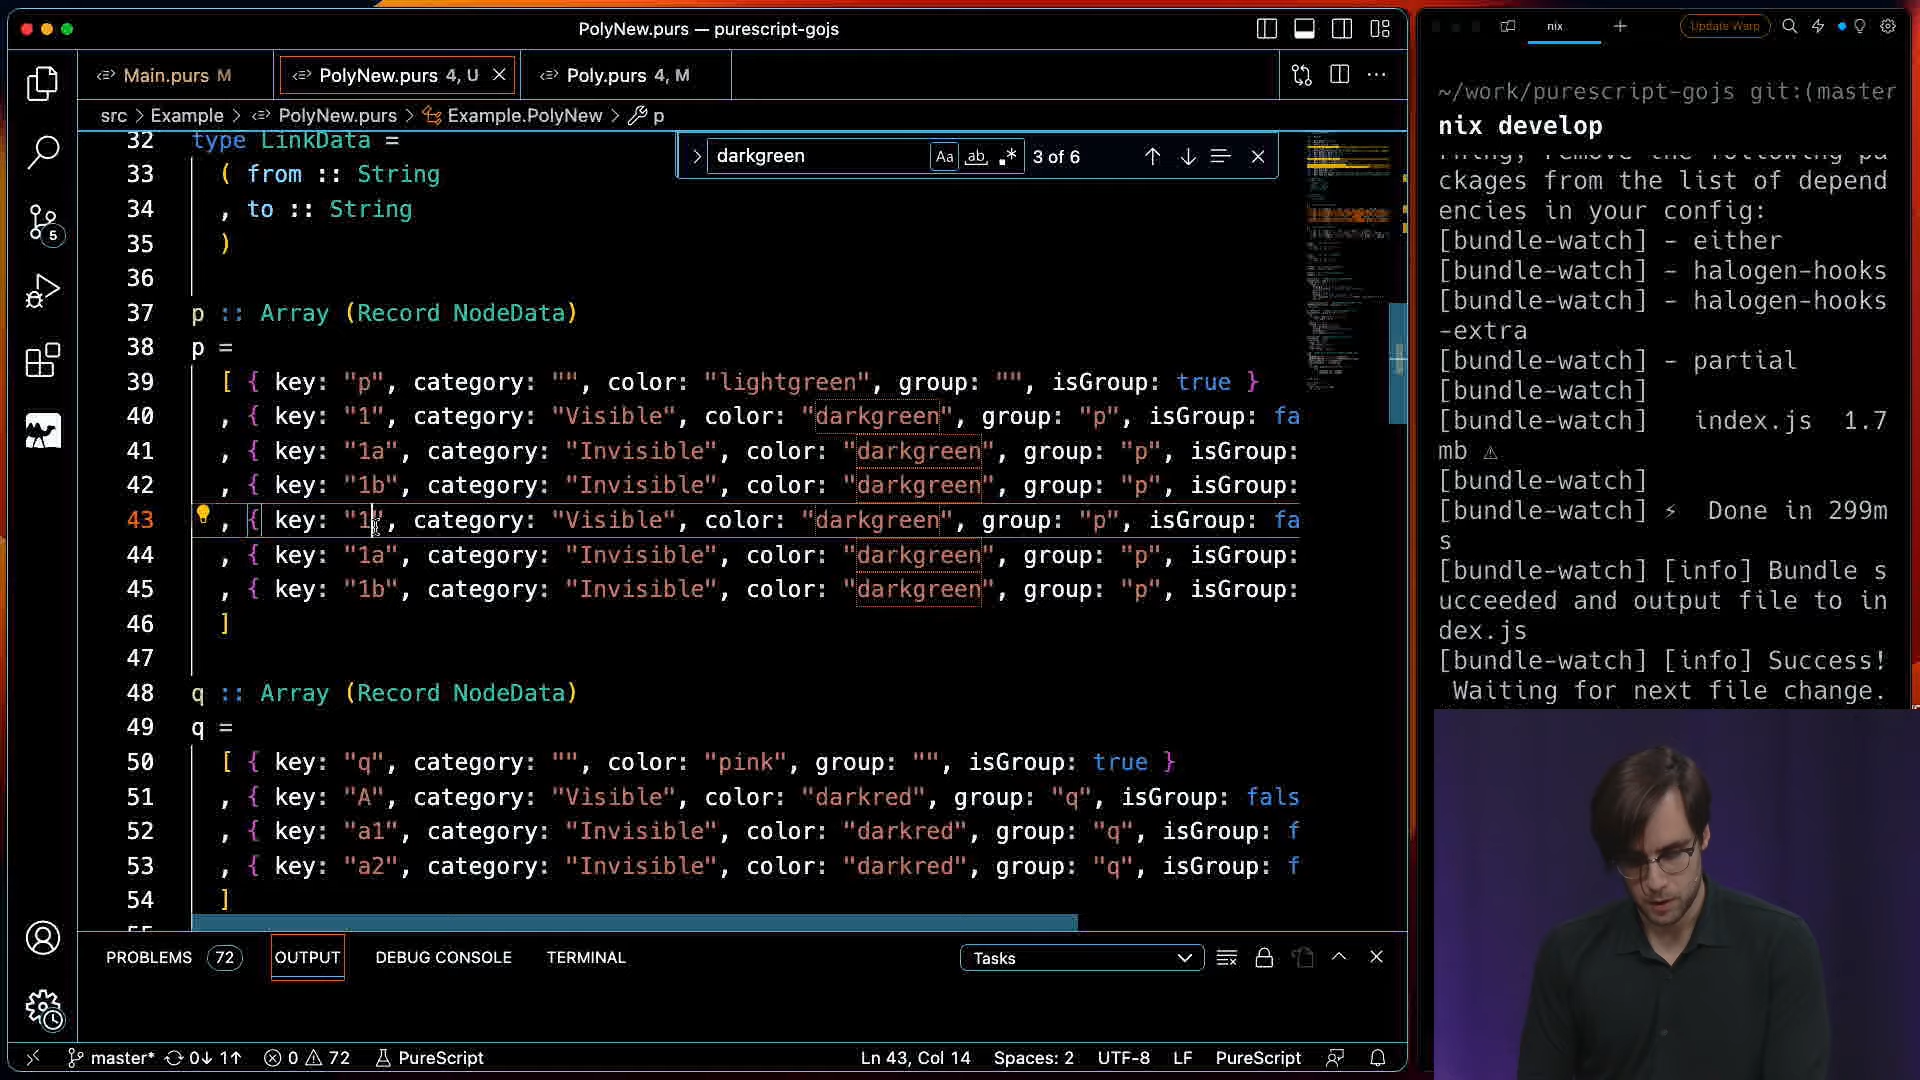 PolyNew.purs — purescript-gojs
Main.purs M
PolyNew.purs 4, U
Poly.purs 4, M
src > Example > PolyNew.purs > Example.PolyNew > p
darkgreen
Aa ab .*
3 of 6
32 type LinkData =
33 ( from :: String
34 , to :: String
35 )
36
37 p :: Array (Record NodeData)
38 p =
39 [ { key: "p", category: "", color: "lightgreen", group: "", isGroup: true }
40 , { key: "1", category: "Visible", color: "darkgreen", group: "p", isGroup: fa
41 , { key: "1a", category: "Invisible", color: "darkgreen", group: "p", isGroup:
42 , { key: "1b", category: "Invisible", color: "darkgreen", group: "p", isGroup:
43 , { key: "1", category: "Visible", color: "darkgreen", group: "p", isGroup: fa
44 , { key: "1a", category: "Invisible", color: "darkgreen", group: "p", isGroup:
45 , { key: "1b", category: "Invisible", color: "darkgreen", group: "p", isGroup:
46 ]
47
48 q :: Array (Record NodeData)
49 q =
50 [ { key: "q", category: "", color: "pink", group: "", isGroup: true }
51 , { key: "A", category: "Visible", color: "darkred", group: "q", isGroup: fals
52 , { key: "a1", category: "Invisible", color: "darkred", group: "q", isGroup: f
53 , { key: "a2", category: "Invisible", color: "darkred", group: "q", isGroup: f
54 ]
5
PROBLEMS 72 OUTPUT DEBUG CONSOLE TERMINAL
Tasks
master* 0↓ 1↑ 0 72 PureScript
Ln 43, Col 14 Spaces: 2 UTF-8 LF PureScript
nix
Update Warp
~/work/purescript-gojs git:(master
nix develop
ckages from the list of depend
encies in your config:
[bundle-watch] - either
[bundle-watch] - halogen-hooks
[bundle-watch] - halogen-hooks
-extra
[bundle-watch] - partial
[bundle-watch]
[bundle-watch] index.js 1.7
mb ⚠
[bundle-watch]
[bundle-watch] ⚡ Done in 299m
s
[bundle-watch] [info] Bundle s
ucceeded and output file to in
dex.js
[bundle-watch] [info] Success!
Waiting for next file change.